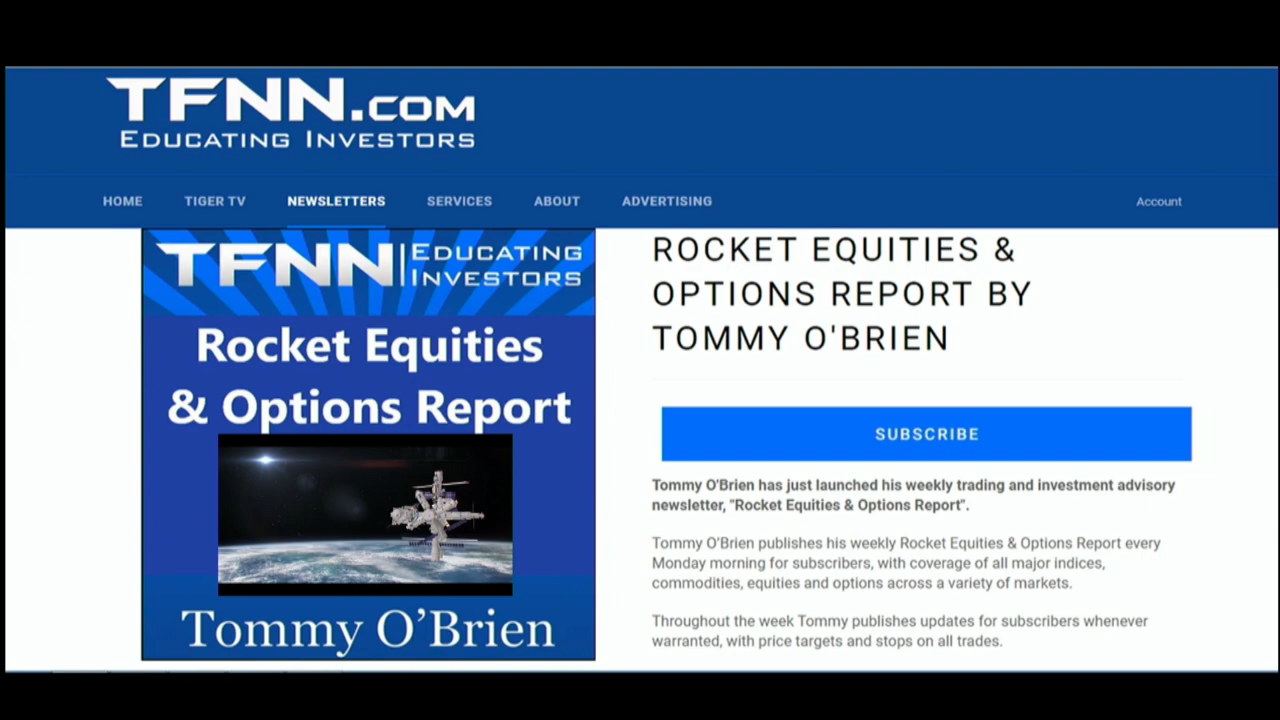 TFNN.COM
EDUCATING INVESTORS
HOME TIGER TV NEWSLETTERS SERVICES ABOUT ADVERTISING Account
TFNN EDUCATING
INVESTORS
Rocket Equities
& Options Report
Tommy O’Brien
ROCKET EQUITIES &
OPTIONS REPORT BY
TOMMY O'BRIEN
SUBSCRIBE
Tommy O'Brien has just launched his weekly trading and investment advisory
newsletter, "Rocket Equities & Options Report".
Tommy O'Brien publishes his weekly Rocket Equities & Options Report every
Monday morning for subscribers, with coverage of all major indices,
commodities, equities and options across a variety of markets.
Throughout the week Tommy publishes updates for subscribers whenever
warranted, with price targets and stops on all trades.